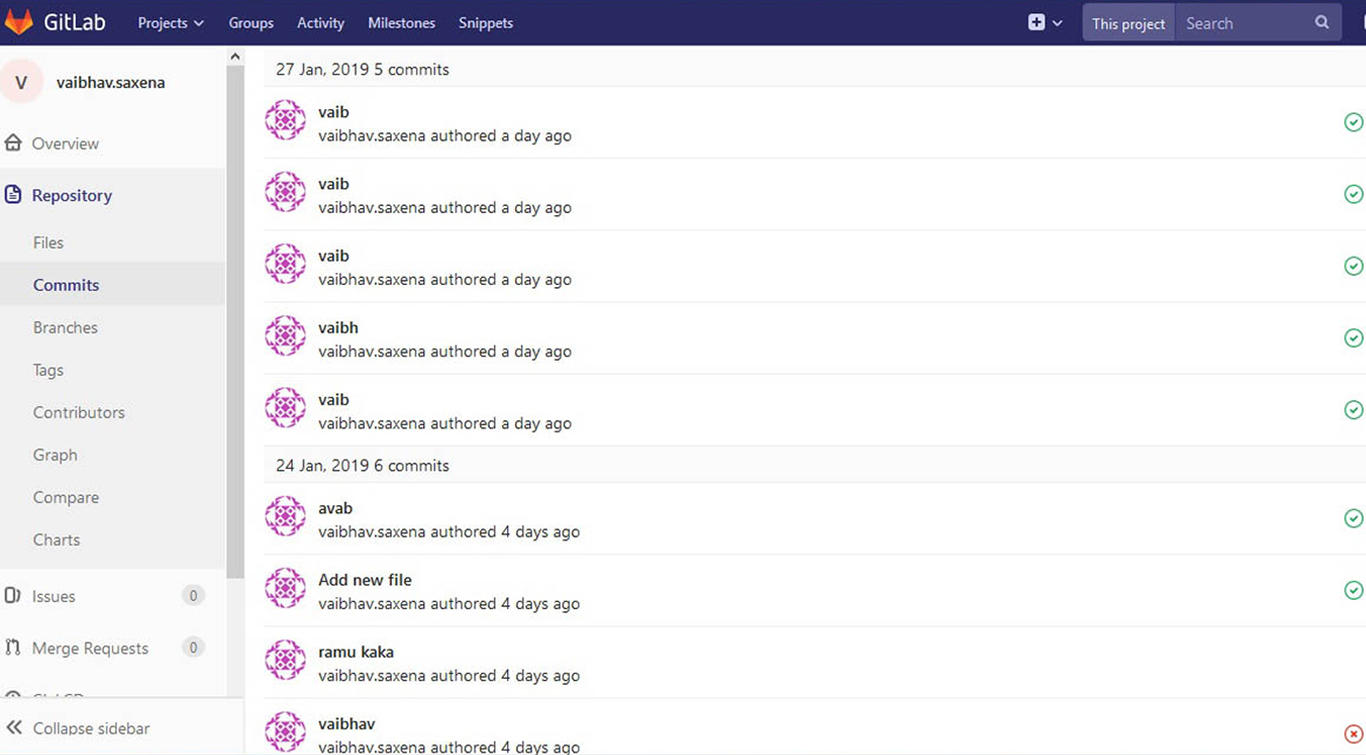 GitLab Projects Groups Activity Milestones Snippets This project Search
V vaibhav.saxena
Overview
Repository
Files
Commits
Branches
Tags
Contributors
Graph
Compare
Charts
Issues 0
Merge Requests 0
Collapse sidebar
27 Jan, 2019 5 commits
vaib
vaibhav.saxena authored a day ago
vaib
vaibhav.saxena authored a day ago
vaib
vaibhav.saxena authored a day ago
vaibh
vaibhav.saxena authored a day ago
vaib
vaibhav.saxena authored a day ago
24 Jan, 2019 6 commits
avab
vaibhav.saxena authored 4 days ago
Add new file
vaibhav.saxena authored 4 days ago
ramu kaka
vaibhav.saxena authored 4 days ago
vaibhav
vaibhav.saxena authored 4 days ago